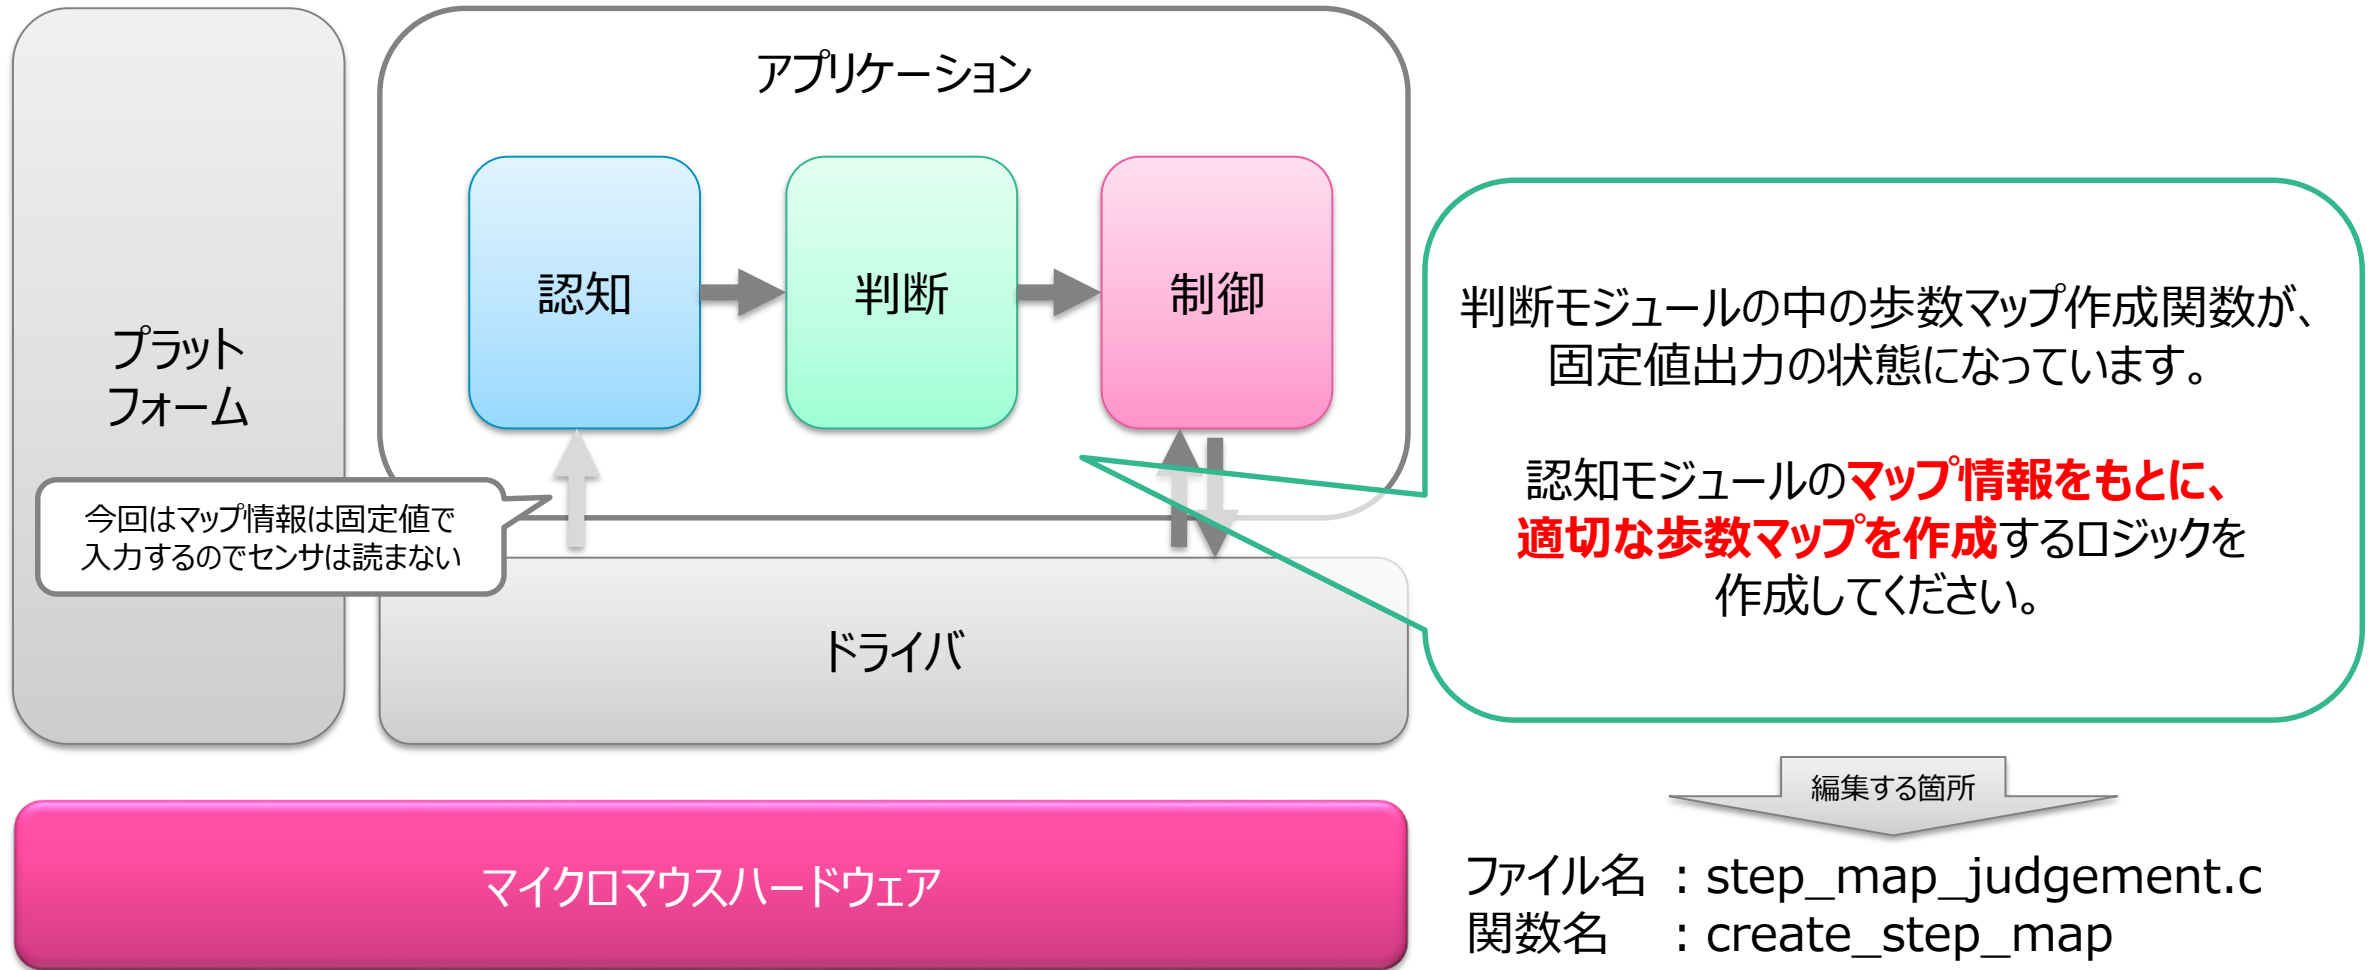 アプリケーション
認知
判断
制御
プラット
フォーム
今回はマップ情報は固定値で
入力するのでセンサは読まない
ドライバ
マイクロマウスハードウェア
判断モジュールの中の歩数マップ作成関数が、
固定値出力の状態になっています。
認知モジュールのマップ情報をもとに、
適切な歩数マップを作成するロジックを
作成してください。
編集する箇所
ファイル名 : step_map_judgement.c
関数名 : create_step_map